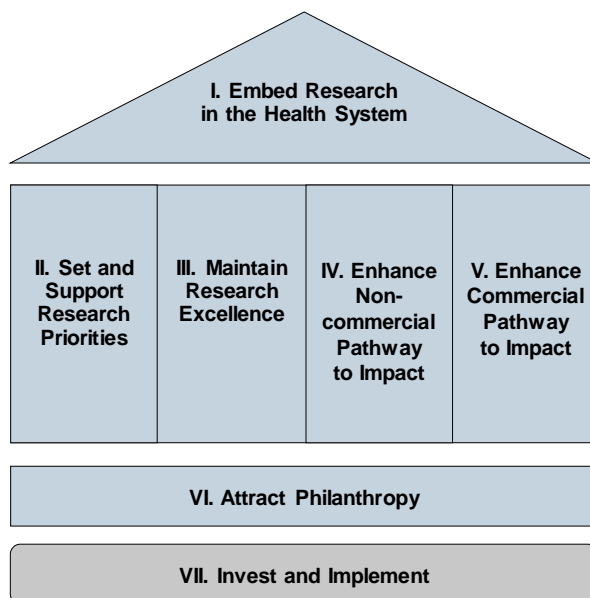 I. Embed Research
in the Health System
II. Set and
Support
Research
Priorities
III. Maintain
Research
Excellence
IV. Enhance
Non-
commercial
Pathway
to Impact
V. Enhance
Commercial
Pathway
to Impact
VI. Attract Philanthropy
VII. Invest and Implement